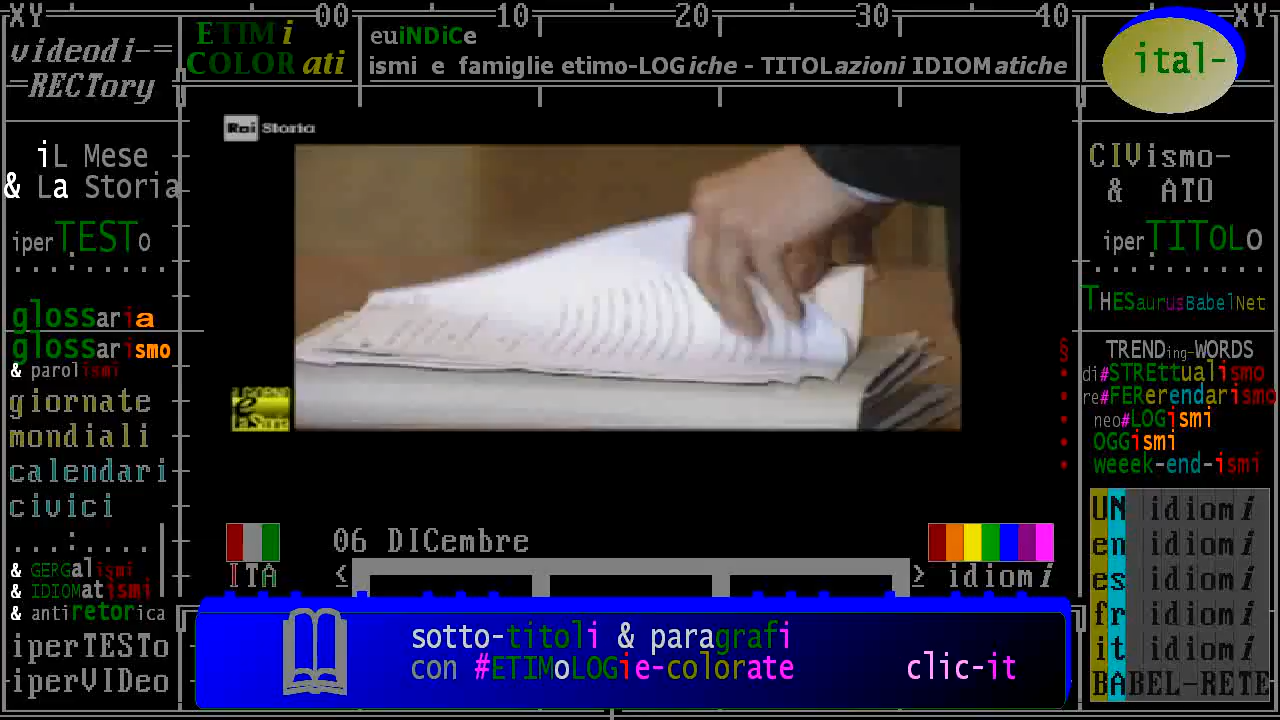 XY 00 10 20 30 40 XY
videodi-=
=RECTory
ETIMi
COLORati
euiNDiCe
ismi e famiglie etimo-LOGiche - TITOLazioni IDIOMatiche
ital-
Rai Storia
iL Mese
& La Storia
iperTESTo
glossaria
glossarismo
& parolismi
giornate
mondiali
calendari
civici
& GERGalismi
& IDIOMatismi
& antiretorica
iperTESTo
iperVIDeo
CIVismo-
& ATO
iperTIToLo
THESaurusBabelNet
§
TRENDing-WORDS
di#STREttualismo
re#FERerendarismo
neo#LOGismi
OGGismi
weeek-end-ismi
UN idiomi
en idiomi
es idiomi
fr idiomi
it idiomi
BABEL-RETE
06 DICembre
ITA < > idiomi
sotto-titoli & paragrafi
con #ETIMoLOGie-colorate clic-it